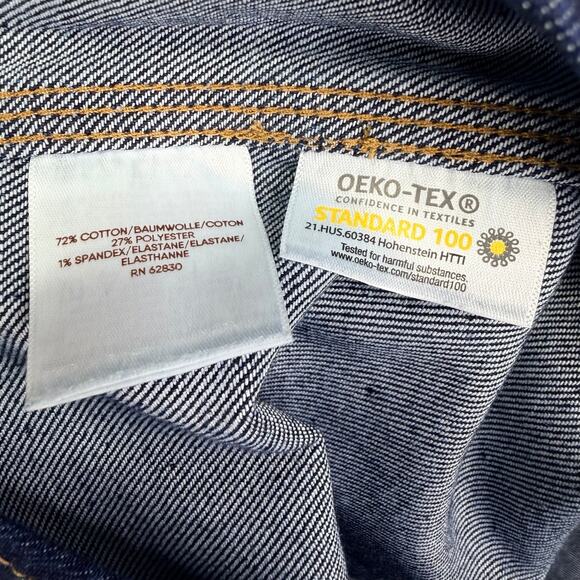 72% COTTON/BAUMWOLLE/COTON
27% POLYESTER
1% SPANDEX/ELASTANE/ELASTANE/
ELASTHANNE
RN 62830
OEKO-TEX®
CONFIDENCE IN TEXTILES
STANDARD 100
21.HUS.60384 Hohenstein HTTI
Tested for harmful substances.
www.oeko-tex.com/standard100